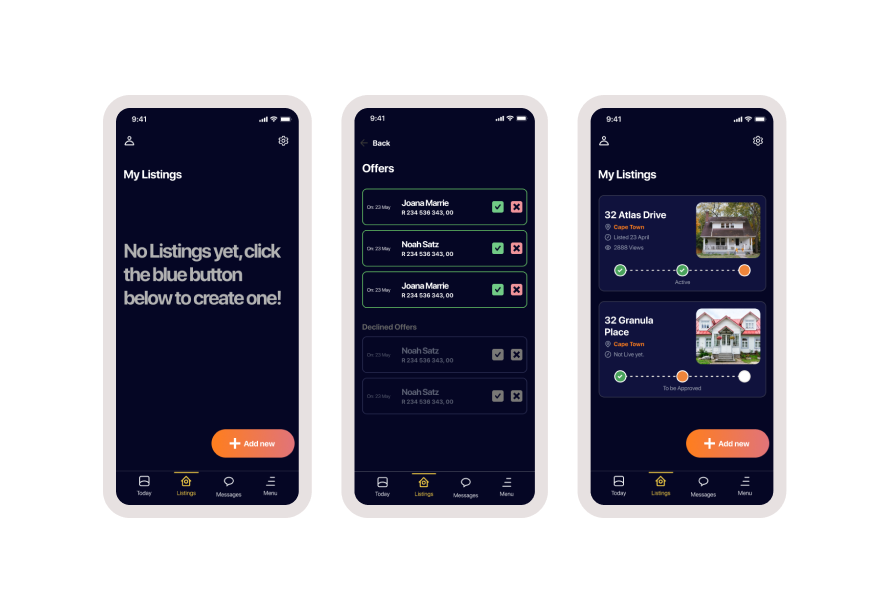 9:41
My Listings
No Listings yet, click
the blue button
below to create one!
Add new
Today
Listings
Messages
Menu
9:41
Back
Offers
On: 23 May
Joana Marrie
R 234 536 343, 00
On: 23 May
Noah Satz
R 234 536 343, 00
On: 23 May
Joana Marrie
R 234 536 343, 00
Declined Offers
On: 23 May
Noah Satz
R 234 536 343, 00
On: 23 May
Noah Satz
R 234 536 343, 00
Today
Listings
Messages
Menu
9:41
My Listings
32 Atlas Drive
Cape Town
Listed 23 April
2888 Views
Active
32 Granula
Place
Cape Town
Not Live yet.
To be Approved
Add new
Today
Listings
Messages
Menu